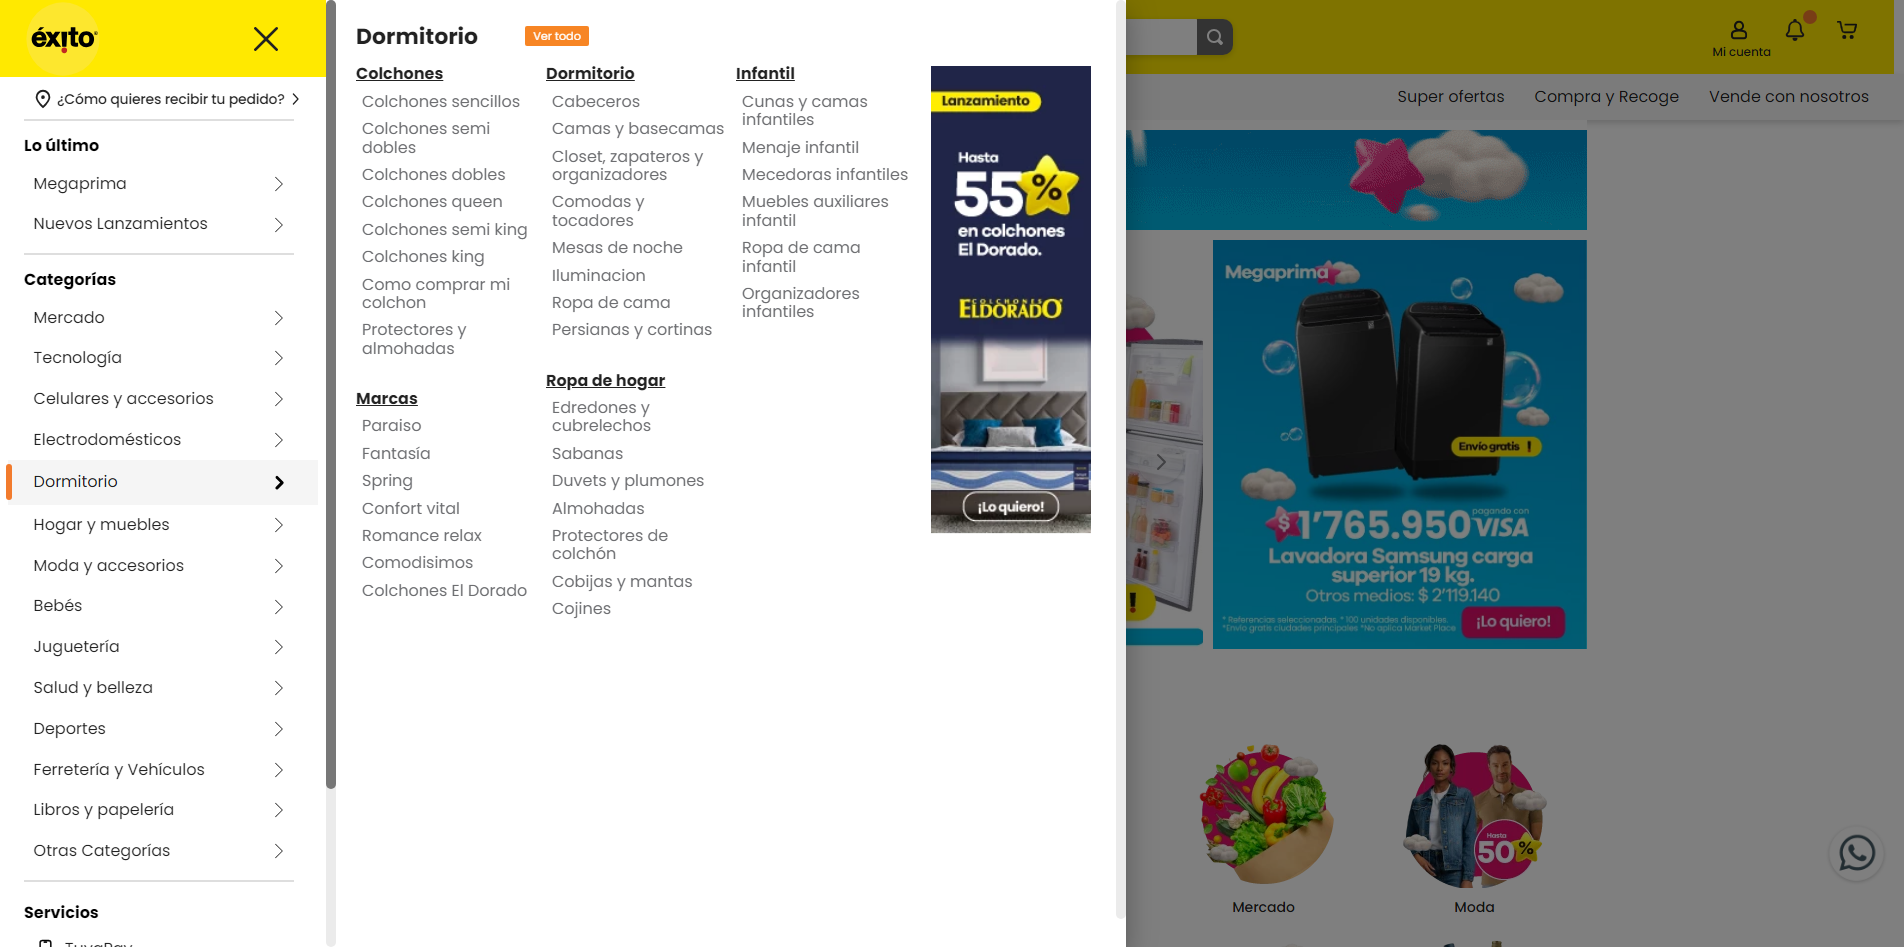 éxito
¿Cómo quieres recibir tu pedido?
Lo último
Megaprima
Nuevos Lanzamientos
Categorías
Mercado
Tecnología
Celulares y accesorios
Electrodomésticos
Dormitorio
Hogar y muebles
Moda y accesorios
Bebés
Juguetería
Salud y belleza
Deportes
Ferretería y Vehículos
Libros y papelería
Otras Categorías
Servicios
TuyaPay
Dormitorio
Ver todo
Colchones
Colchones sencillos
Colchones semi
dobles
Colchones dobles
Colchones queen
Colchones semi king
Colchones king
Como comprar mi
colchon
Protectores y
almohadas
Marcas
Paraiso
Fantasía
Spring
Confort vital
Romance relax
Comodisimos
Colchones El Dorado
Dormitorio
Cabeceros
Camas y basecamas
Closet, zapateros y
organizadores
Comodas y
tocadores
Mesas de noche
Iluminacion
Ropa de cama
Persianas y cortinas
Ropa de hogar
Edredones y
cubrelechos
Sabanas
Duvets y plumones
Almohadas
Protectores de
colchón
Cobijas y mantas
Cojines
Infantil
Cunas y camas
infantiles
Menaje infantil
Mecedoras infantiles
Muebles auxiliares
infantil
Ropa de cama
infantil
Organizadores
infantiles
Lanzamiento
Hasta
55%
en colchones
El Dorado.
COLCHONES
ELDORADO
¡Lo quiero!
Mi cuenta
Super ofertas
Compra y Recoge
Vende con nosotros
Megaprima
Envío gratis !
$1'765.950 pagando con VISA
Lavadora Samsung carga
superior 19 kg.
Otros medios: $ 2'119.140
* Referencias seleccionadas. * 100 unidades disponibles.
*Envío gratis ciudades principales *No aplica Market Place
¡Lo quiero!
!
Hasta
50%
Mercado
Moda